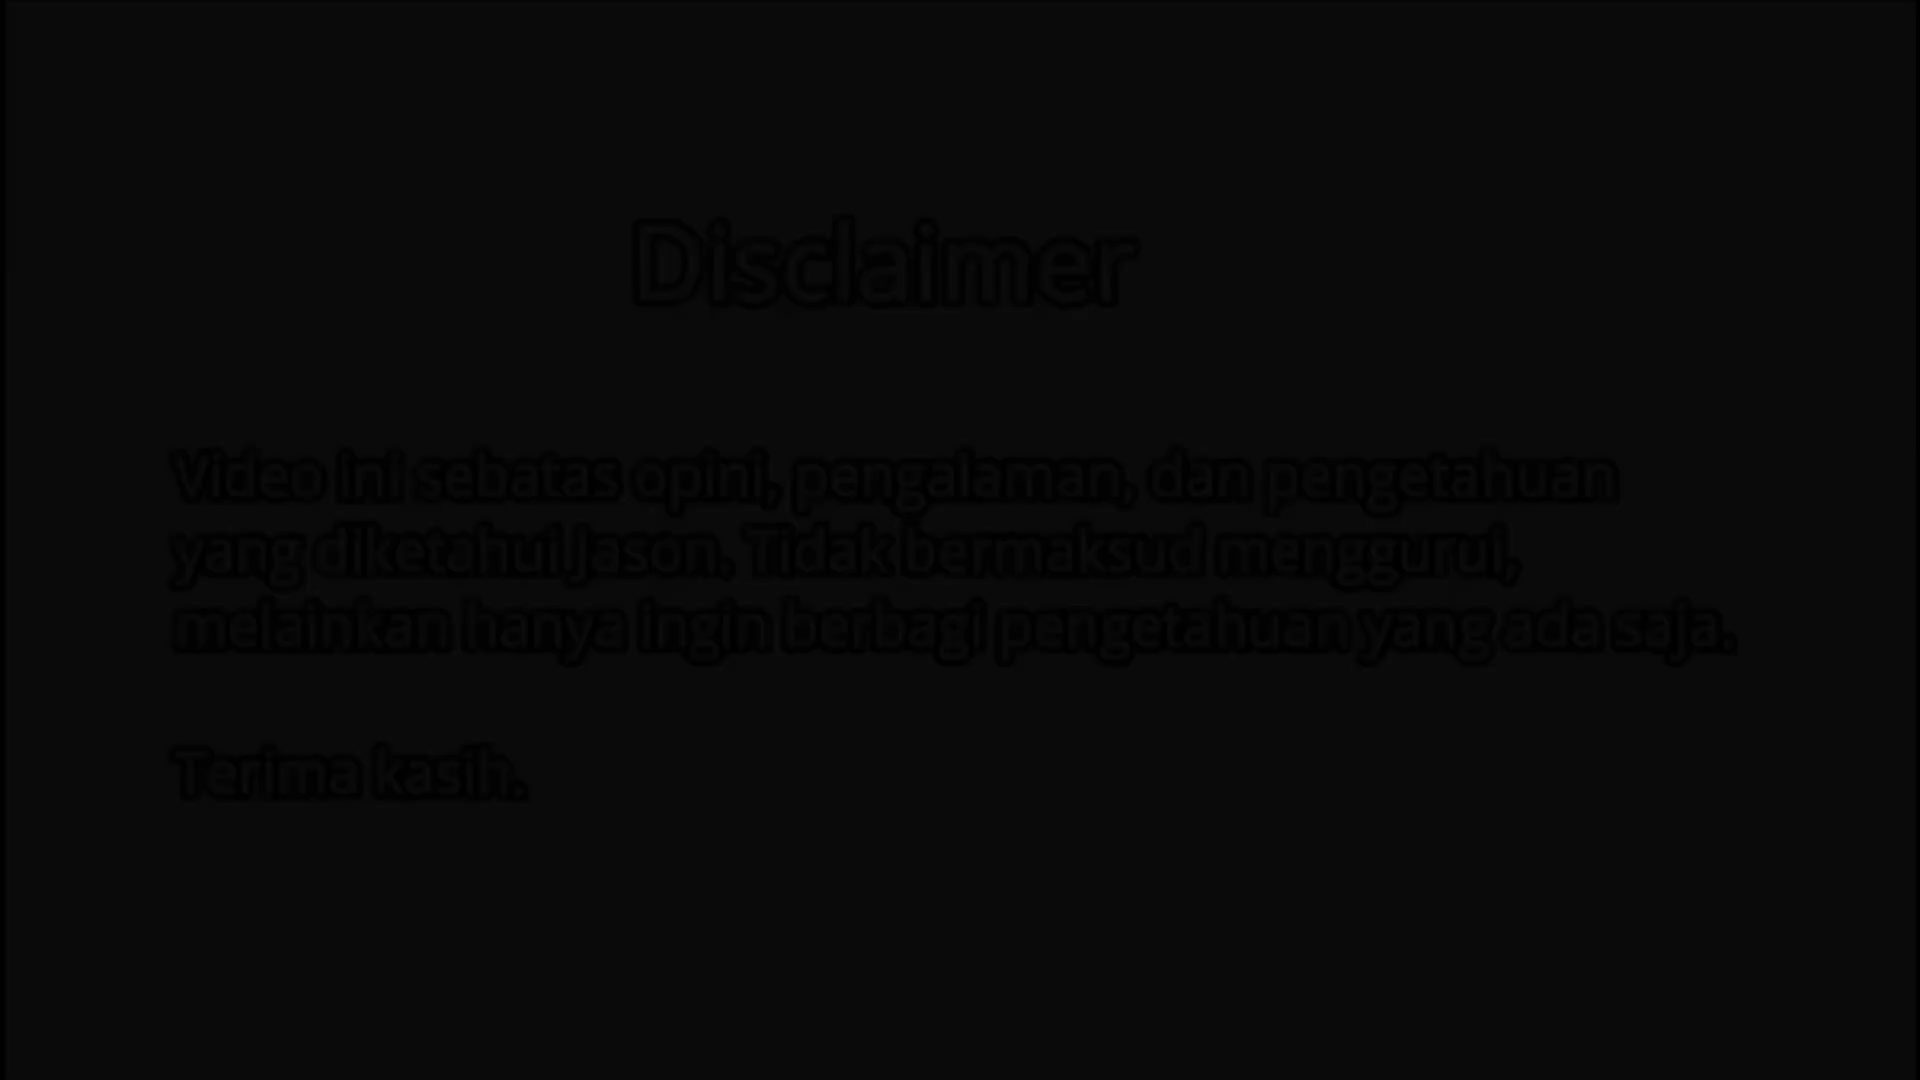 Disclaimer
Video ini sebatas opini, pengalaman, dan pengetahuan
yang diketahui Jason. Tidak bermaksud menggurui,
melainkan hanya ingin berbagi pengetahuan yang ada saja.
Terima kasih.